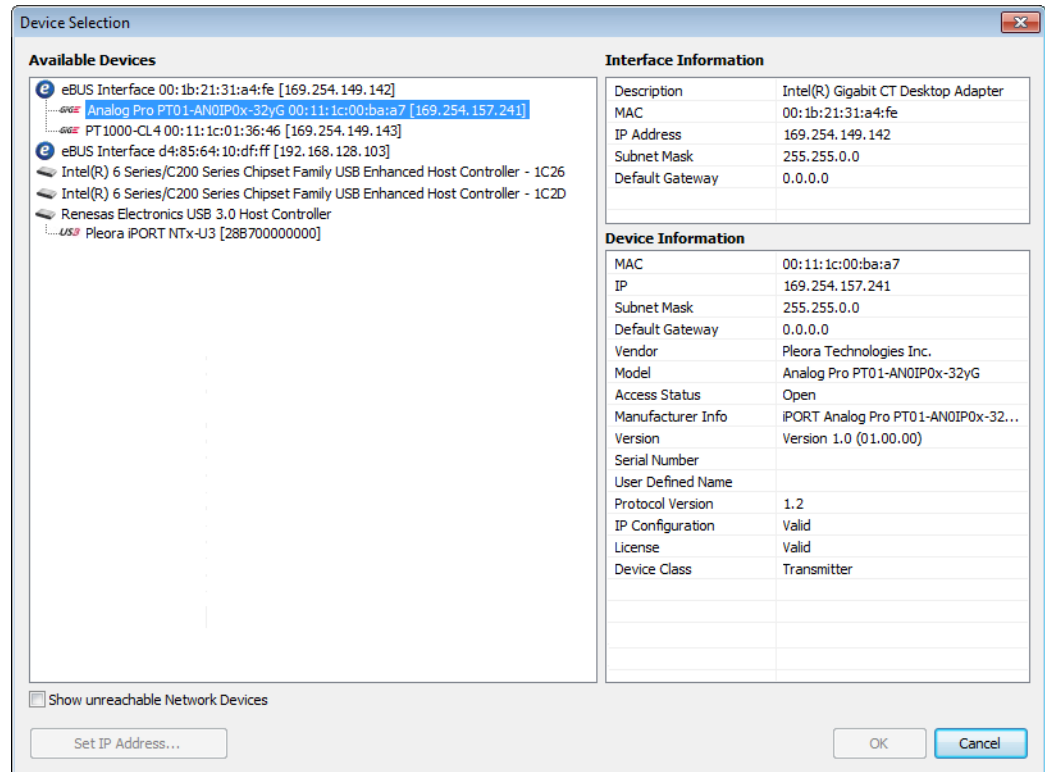 Device Selection
Available Devices
eBUS Interface 00:1b:21:31:a4:fe [169.254.149.142]
GIGE Analog Pro PT01-AN0IP0x-32yG 00:11:1c:00:ba:a7 [169.254.157.241]
GIGE PT1000-CL4 00:11:1c:01:36:46 [169.254.149.143]
eBUS Interface d4:85:64:10:df:ff [192.168.128.103]
Intel(R) 6 Series/C200 Series Chipset Family USB Enhanced Host Controller - 1C26
Intel(R) 6 Series/C200 Series Chipset Family USB Enhanced Host Controller - 1C2D
Renesas Electronics USB 3.0 Host Controller
USB Pleora iPORT NTx-U3 [28B700000000]
Show unreachable Network Devices
Set IP Address...
Interface Information
Description Intel(R) Gigabit CT Desktop Adapter
MAC 00:1b:21:31:a4:fe
IP Address 169.254.149.142
Subnet Mask 255.255.0.0
Default Gateway 0.0.0.0
Device Information
MAC 00:11:1c:00:ba:a7
IP 169.254.157.241
Subnet Mask 255.255.0.0
Default Gateway 0.0.0.0
Vendor Pleora Technologies Inc.
Model Analog Pro PT01-AN0IP0x-32yG
Access Status Open
Manufacturer Info iPORT Analog Pro PT01-AN0IP0x-32...
Version Version 1.0 (01.00.00)
Serial Number
User Defined Name
Protocol Version 1.2
IP Configuration Valid
License Valid
Device Class Transmitter
OK
Cancel